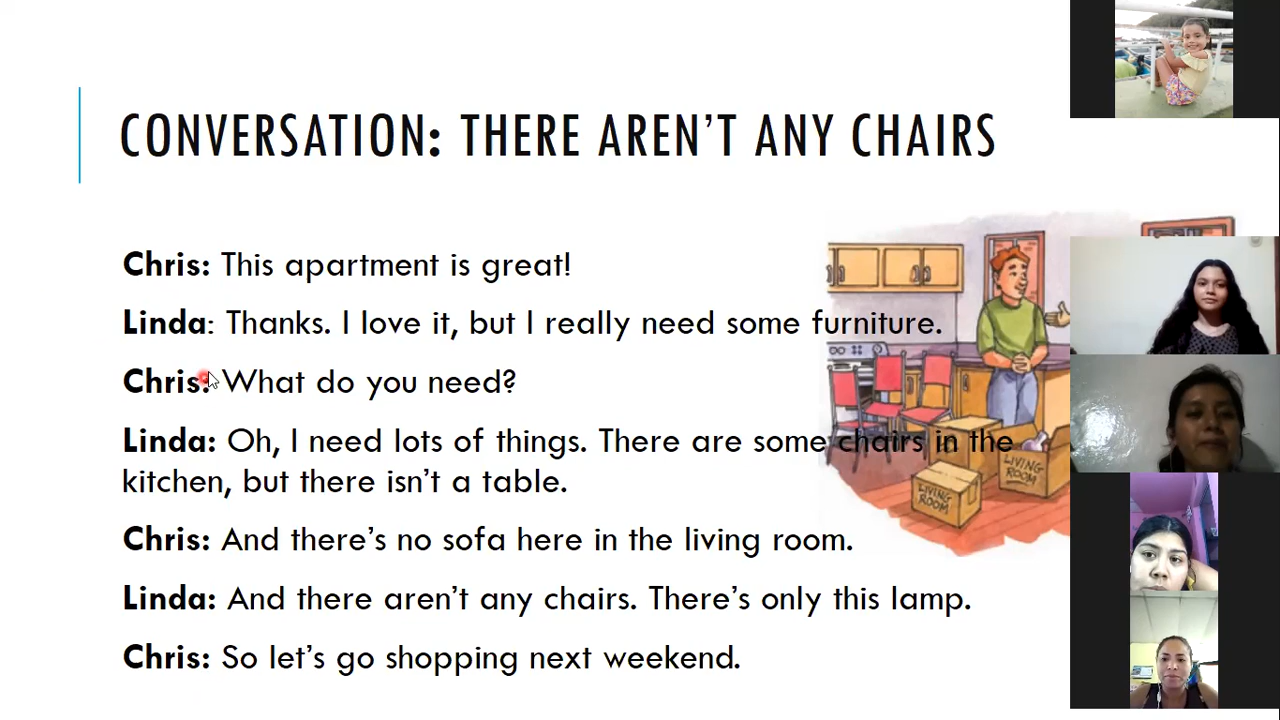 CONVERSATION: THERE AREN'T ANY CHAIRS
Chris: This apartment is great!
Linda: Thanks. I love it, but I really need some furniture.
Chris: What do you need?
Linda: Oh, I need lots of things. There are some chairs in the
kitchen, but there isn't a table.
Chris: And there's no sofa here in the living room.
Linda: And there aren't any chairs. There's only this lamp.
Chris: So let's go shopping next weekend.
LIVING
ROOM
LIVING
ROOM